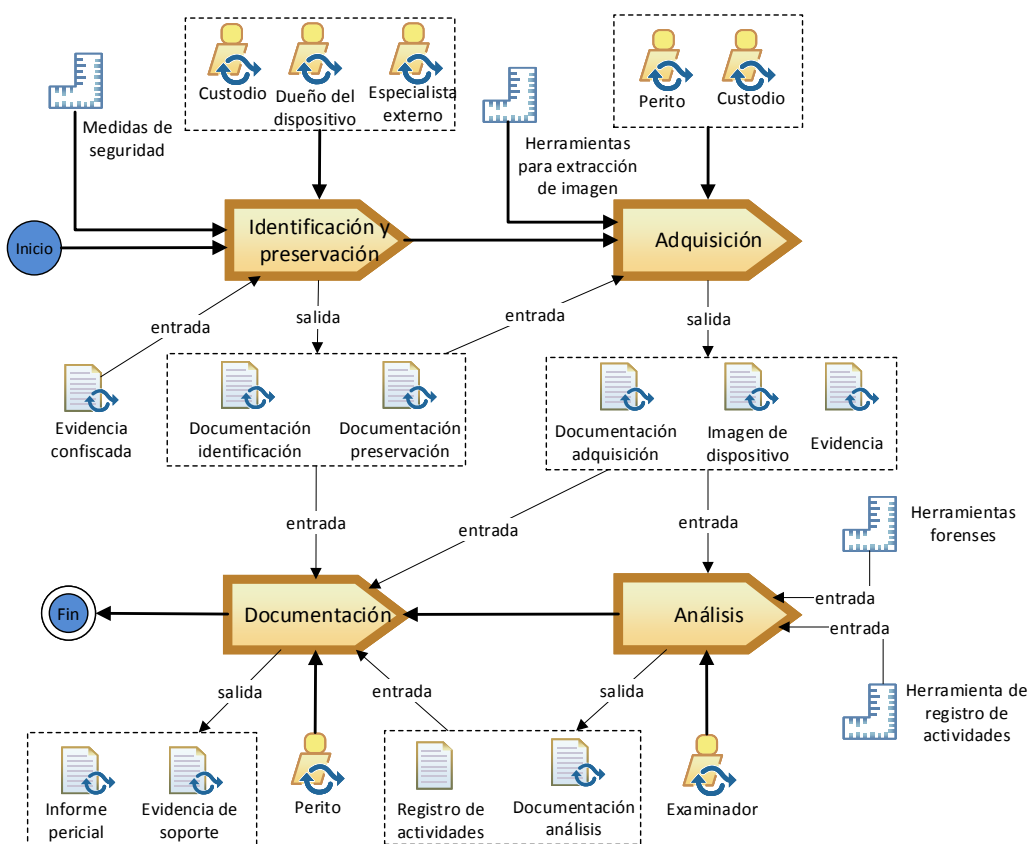 Custodio
Dueño del
dispositivo
Especialista
externo
Perito
Custodio
Medidas de
seguridad
Herramientas
para extracción
de imagen
Inicio
Identificación y
preservación
Adquisición
entrada
salida
entrada
salida
Evidencia
confiscada
Documentación
identificación
Documentación
preservación
Documentación
adquisición
Imagen de
dispositivo
Evidencia
entrada
entrada
entrada
Herramientas
forenses
Fin
Documentación
Análisis
entrada
entrada
salida
entrada
salida
Herramienta de
registro de
actividades
Informe
pericial
Evidencia de
soporte
Perito
Registro de
actividades
Documentación
análisis
Examinador